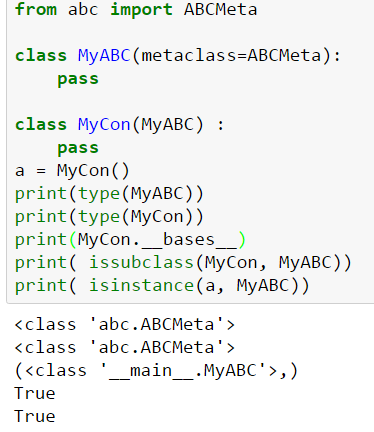 from abc import ABCMeta
class MyABC(metaclass=ABCMeta):
    pass
class MyCon(MyABC) :
    pass
a = MyCon()
print(type(MyABC))
print(type(MyCon))
print(MyCon.__bases__)
print( issubclass(MyCon, MyABC))
print( isinstance(a, MyABC))
<class 'abc.ABCMeta'>
<class 'abc.ABCMeta'>
(<class '__main__.MyABC'>,)
True
True